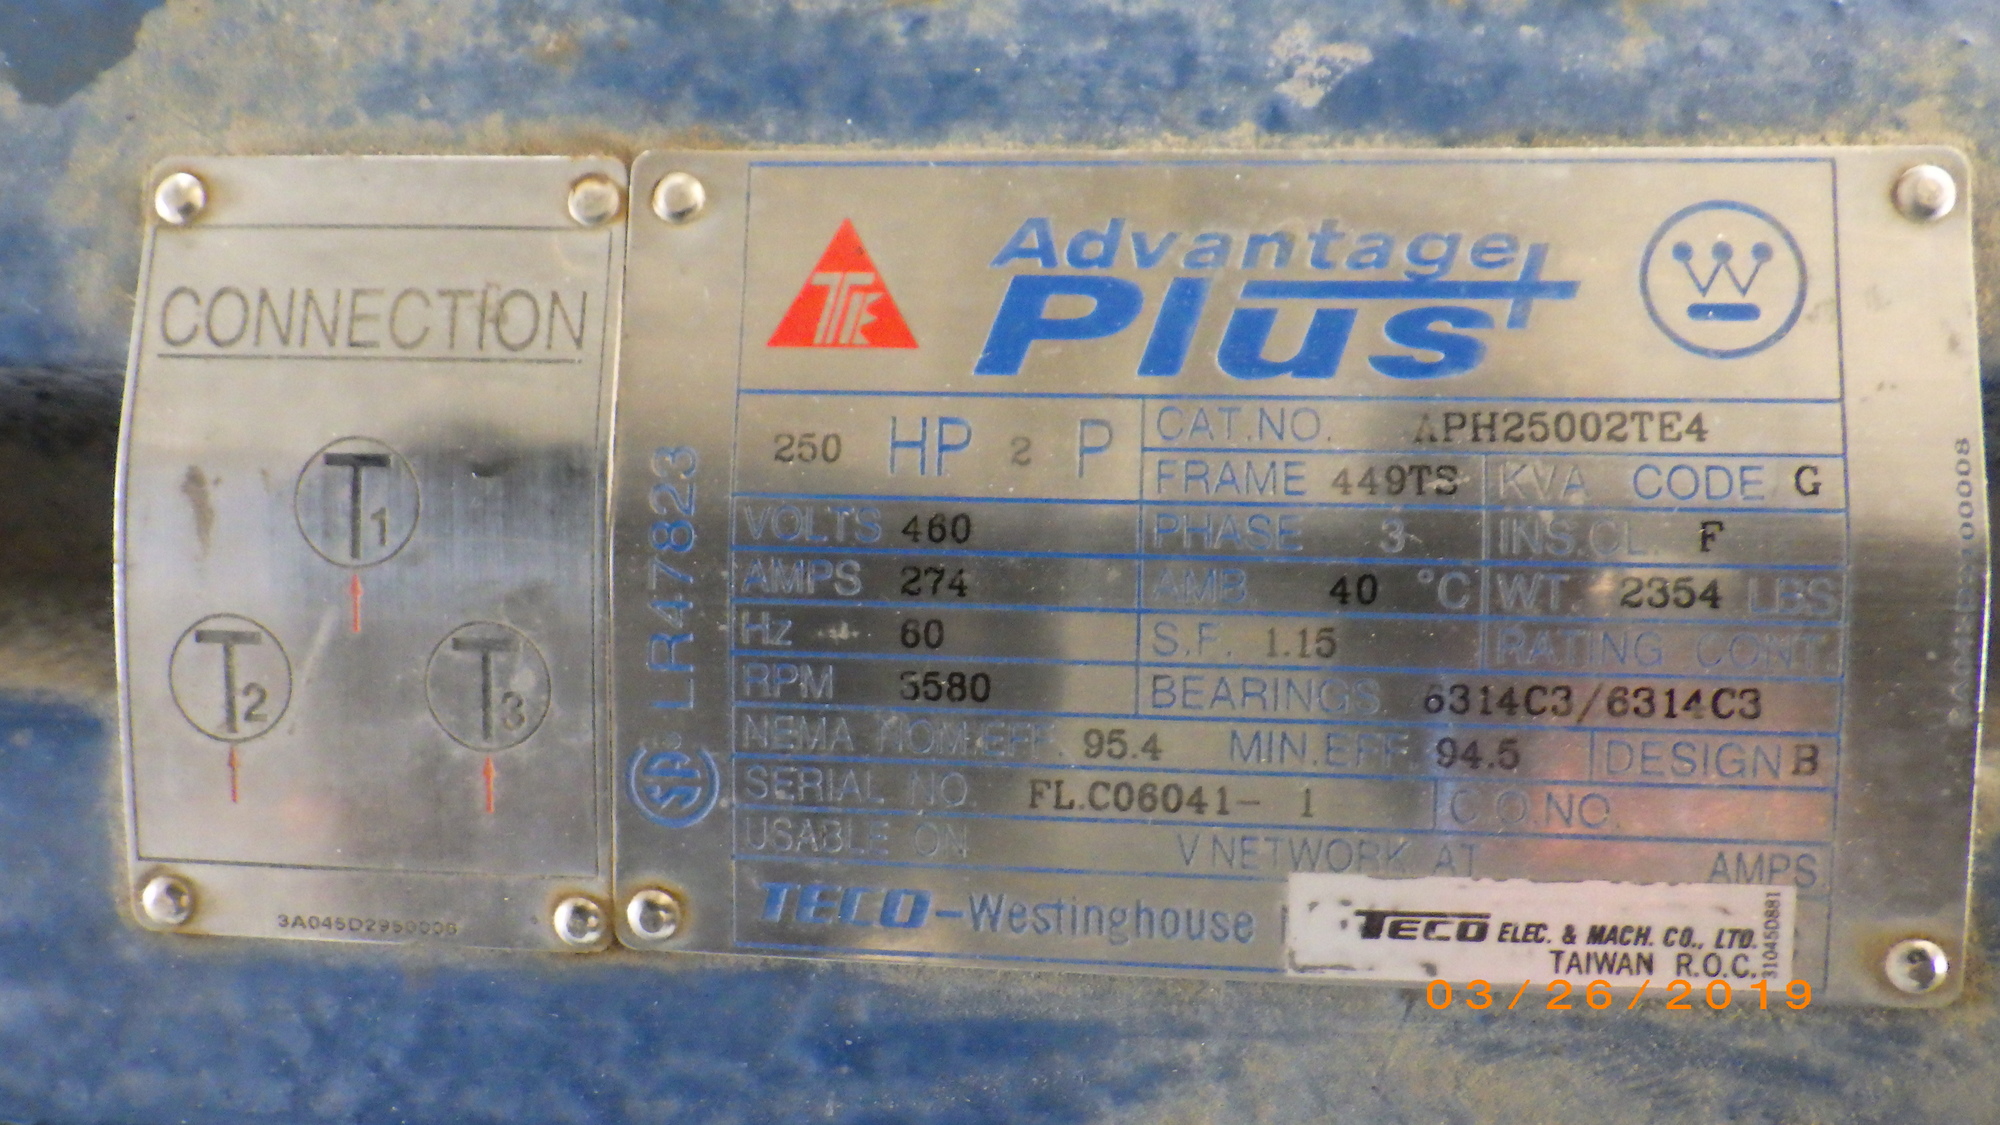 CONNECTION
T1
T2
T3
3A045D2950008
LR47823
SP
TE
Advantage
Plus+
W
250 HP 2 P
CAT.NO. APH25002TE4
FRAME 449TS KVA CODE G
VOLTS 460 PHASE 3 INS.CL. F
AMPS 274 AMB. 40 °C WT. 2354 LBS
Hz 60 S.F. 1.15 RATING CONT.
RPM 3580 BEARINGS 6314C3/6314C3
NEMA NOM.EFF. 95.4 MIN.EFF. 94.5 DESIGN B
SERIAL NO. FL.C06041- 1 C.O.NO.
USABLE ON V NETWORK AT AMPS
TECO-Westinghouse
TECO ELEC. & MACH. CO., LTD.
TAIWAN R.O.C.
31045D881
03/26/2019